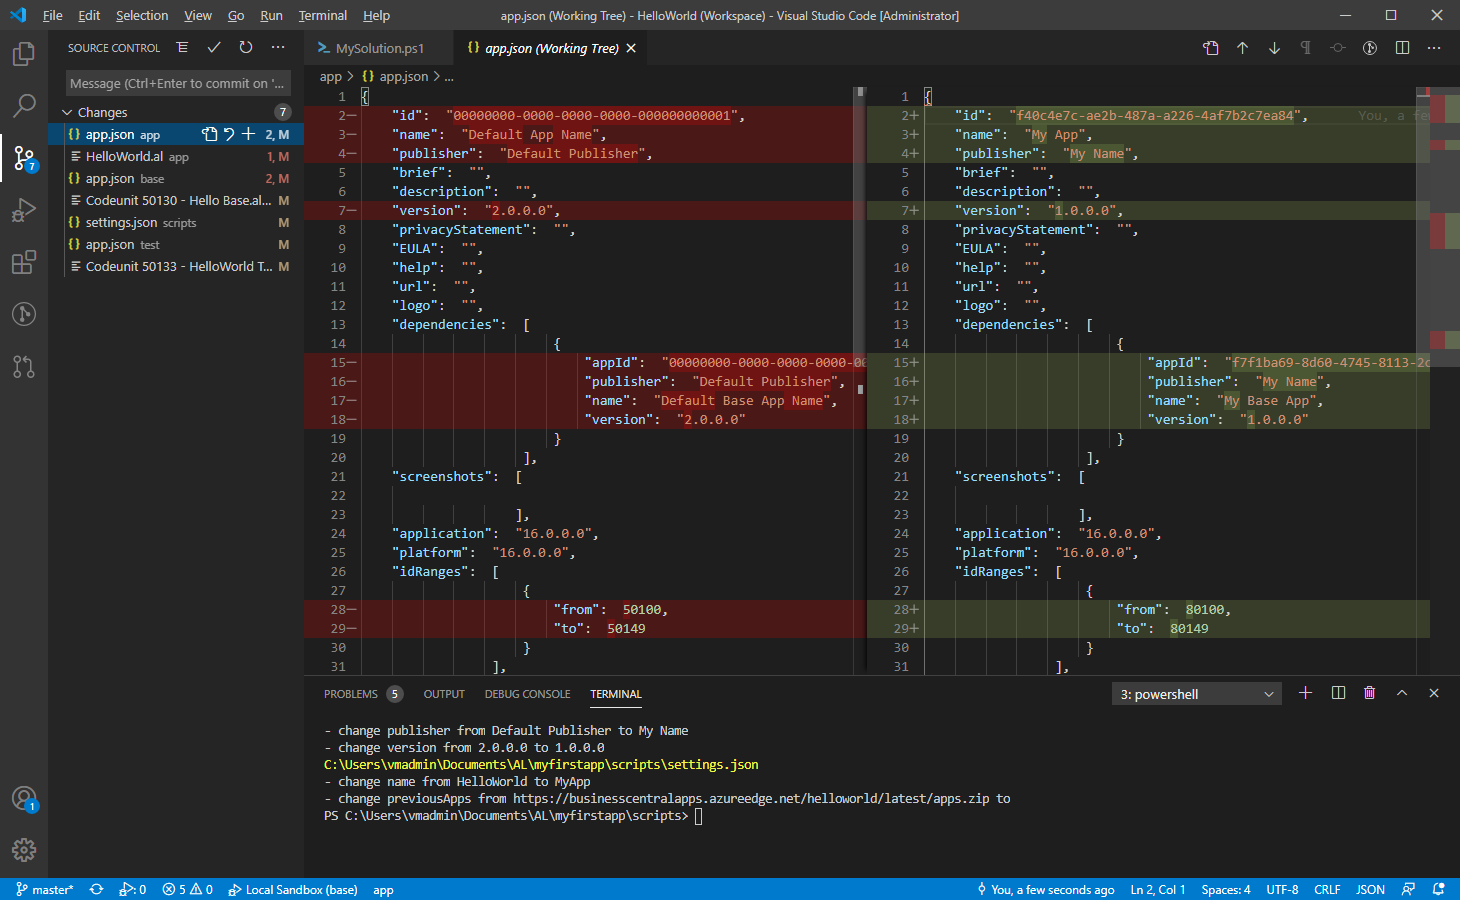 File Edit Selection View Go Run Terminal Help app.json (Working Tree) - HelloWorld (Workspace) - Visual Studio Code [Administrator]
SOURCE CONTROL
Message (Ctrl+Enter to commit on '...
Changes 7
{} app.json app 2, M
HelloWorld.al app 1, M
{} app.json base 2, M
Codeunit 50130 - Hello Base.al... M
{} settings.json scripts M
{} app.json test M
Codeunit 50133 - HelloWorld T... M
7
1
MySolution.ps1 {} app.json (Working Tree)
app > {} app.json > ...
1 {
2- "id": "00000000-0000-0000-0000-000000000001",
3- "name": "Default App Name",
4- "publisher": "Default Publisher",
5 "brief": "",
6 "description": "",
7- "version": "2.0.0.0",
8 "privacyStatement": "",
9 "EULA": "",
10 "help": "",
11 "url": "",
12 "logo": "",
13 "dependencies": [
14 {
15- "appId": "00000000-0000-0000-0000-00
16- "publisher": "Default Publisher",
17- "name": "Default Base App Name",
18- "version": "2.0.0.0"
19 }
20 ],
21 "screenshots": [
22
23 ],
24 "application": "16.0.0.0",
25 "platform": "16.0.0.0",
26 "idRanges": [
27 {
28- "from": 50100,
29- "to": 50149
30 }
31 ],
1 {
2+ "id": "f40c4e7c-ae2b-487a-a226-4af7b2c7ea84", You, a fe
3+ "name": "My App",
4+ "publisher": "My Name",
5 "brief": "",
6 "description": "",
7+ "version": "1.0.0.0",
8 "privacyStatement": "",
9 "EULA": "",
10 "help": "",
11 "url": "",
12 "logo": "",
13 "dependencies": [
14 {
15+ "appId": "f7f1ba69-8d60-4745-8113-2c
16+ "publisher": "My Name",
17+ "name": "My Base App",
18+ "version": "1.0.0.0"
19 }
20 ],
21 "screenshots": [
22
23 ],
24 "application": "16.0.0.0",
25 "platform": "16.0.0.0",
26 "idRanges": [
27 {
28+ "from": 80100,
29+ "to": 80149
30 }
31 ],
PROBLEMS 5 OUTPUT DEBUG CONSOLE TERMINAL 3: powershell
- change publisher from Default Publisher to My Name
- change version from 2.0.0.0 to 1.0.0.0
C:\Users\vmadmin\Documents\AL\myfirstapp\scripts\settings.json
- change name from HelloWorld to MyApp
- change previousApps from https://businesscentralapps.azureedge.net/helloworld/latest/apps.zip to
PS C:\Users\vmadmin\Documents\AL\myfirstapp\scripts>
master* 0 5 0 Local Sandbox (base) app You, a few seconds ago Ln 2, Col 1 Spaces: 4 UTF-8 CRLF JSON